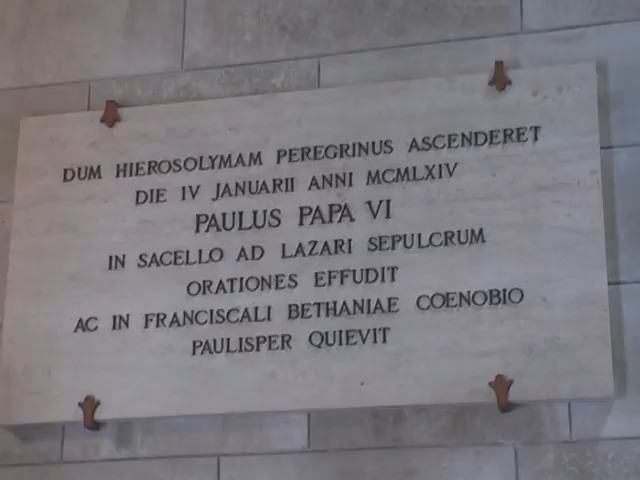 DUM HIEROSOLYMAM PEREGRINUS ASCENDERET
DIE IV JANUARII ANNI MCMLXIV
PAULUS PAPA VI
IN SACELLO AD LAZARI SEPULCRUM
ORATIONES EFFUDIT
AC IN FRANCISCALI BETHANIAE COENOBIO
PAULISPER QUIEVIT